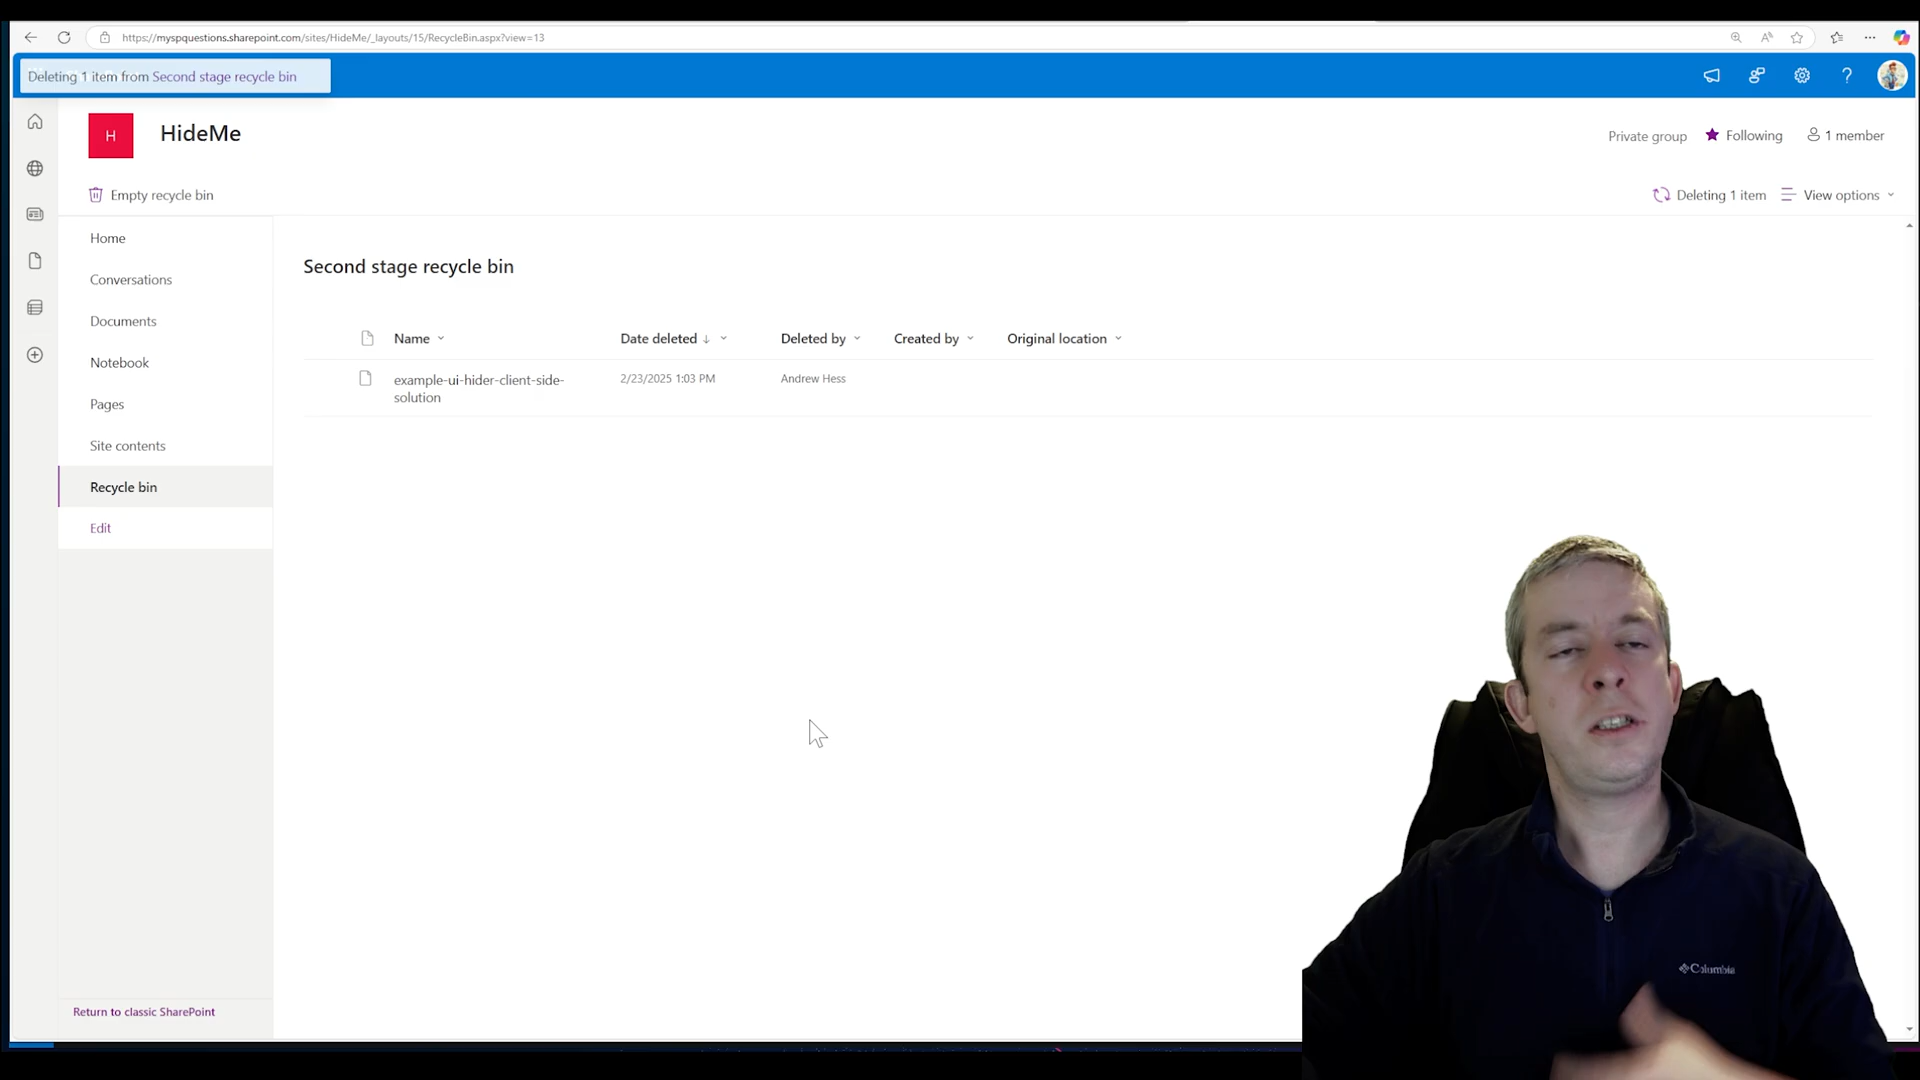 https://myspquestions.sharepoint.com/sites/HideMe/_layouts/15/RecycleBin.aspx?view=13
Deleting 1 item from Second stage recycle bin
H
HideMe
Private group
Following
1 member
Empty recycle bin
Deleting 1 item
View options
Home
Conversations
Documents
Notebook
Pages
Site contents
Recycle bin
Edit
Return to classic SharePoint
Second stage recycle bin
Name
Date deleted
Deleted by
Created by
Original location
example-ui-hider-client-side-
solution
2/23/2025 1:03 PM
Andrew Hess
Columbia